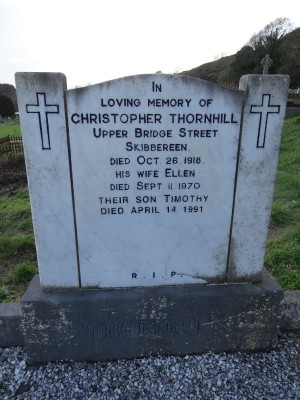 IN
LOVING MEMORY OF
CHRISTOPHER THORNHILL
UPPER BRIDGE STREET
SKIBBEREEN.
DIED OCT. 26. 1918.
HIS WIFE ELLEN
DIED SEPT 11 1970
THEIR SON TIMOTHY
DIED APRIL 14. 1991
R. I. P.